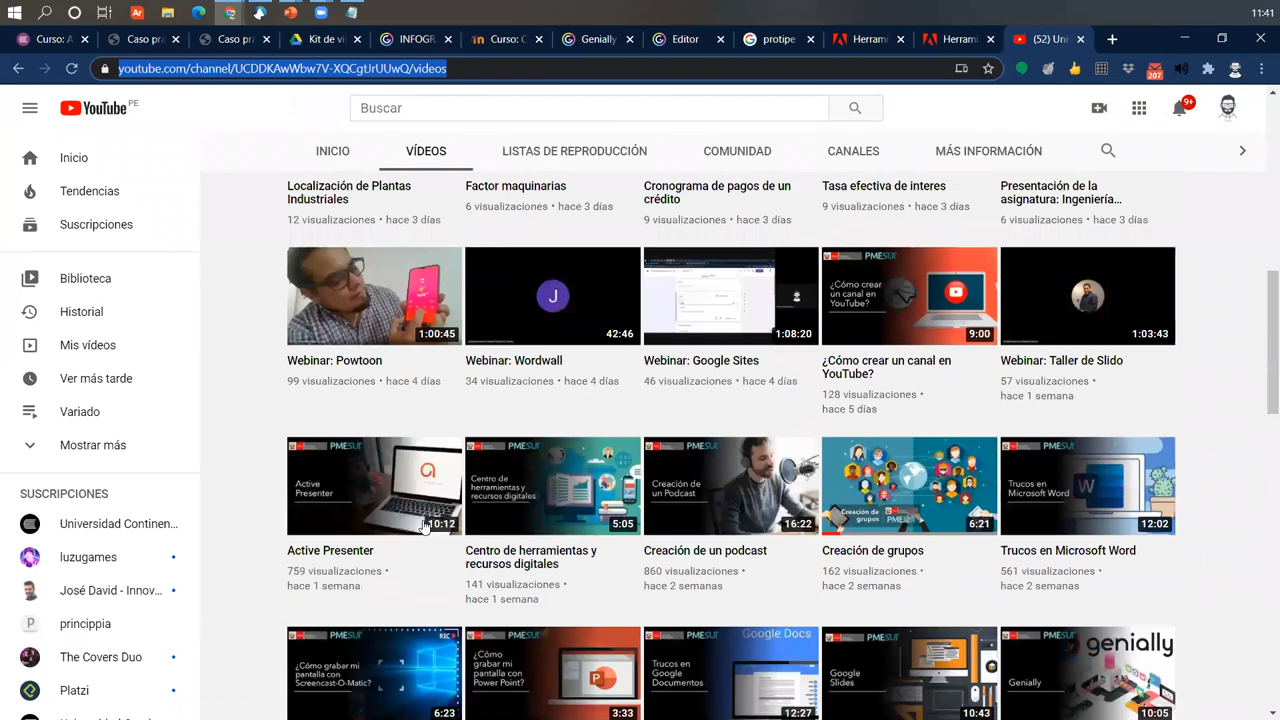 11:41
Curso: A
Caso pra
Caso pra
Kit de vi
INFOGR
Curso: C
Genially
Editor
protipe
Herrami
Herrami
(52) Uni
youtube.com/channel/UCDDKAwWbw7V-XQCgtJrUUwQ/videos
207
YouTube PE
Buscar
9+
INICIO
VÍDEOS
LISTAS DE REPRODUCCIÓN
COMUNIDAD
CANALES
MÁS INFORMACIÓN
Inicio
Tendencias
Suscripciones
Biblioteca
Historial
Mis vídeos
Ver más tarde
Variado
Mostrar más
SUSCRIPCIONES
Universidad Continen...
luzugames
José David - Innov...
princippia
The Covers Duo
Platzi
Localización de Plantas
Industriales
12 visualizaciones • hace 3 días
Factor maquinarias
6 visualizaciones • hace 3 días
Cronograma de pagos de un
crédito
9 visualizaciones • hace 3 días
Tasa efectiva de interes
9 visualizaciones • hace 3 días
Presentación de la
asignatura: Ingeniería...
6 visualizaciones • hace 3 días
1:00:45
Webinar: Powtoon
99 visualizaciones • hace 4 días
J
42:46
Webinar: Wordwall
34 visualizaciones • hace 4 días
1:08:20
Webinar: Google Sites
46 visualizaciones • hace 4 días
PMESUT
¿Cómo crear
un canal en
YouTube?
9:00
¿Cómo crear un canal en
YouTube?
128 visualizaciones •
hace 5 días
1:03:43
Webinar: Taller de Slido
57 visualizaciones •
hace 1 semana
PMESUT
Active
Presenter
10:12
Active Presenter
759 visualizaciones •
hace 1 semana
PMESUT
Centro de
herramientas y
recursos digitales
5:05
Centro de herramientas y
recursos digitales
141 visualizaciones •
hace 1 semana
PMESUT
Creación de
un Podcast
16:22
Creación de un podcast
860 visualizaciones •
hace 2 semanas
PMESUT
Creación de
grupos
6:21
Creación de grupos
162 visualizaciones •
hace 2 semanas
PMESUT
Trucos en
Microsoft Word
W
12:02
Trucos en Microsoft Word
561 visualizaciones •
hace 2 semanas
PMESUT
REC
¿Cómo grabar mi
pantalla con
Screencast-O-Matic?
6:23
PMESUT
¿Cómo
grabar mi
pantalla con
Power Point?
P
3:33
PMESUT
Google Docs
Trucos en
Google
Documentos
12:27
PMESUT
Google
Slides
10:43
PMESUT
genially
Genially
10:05